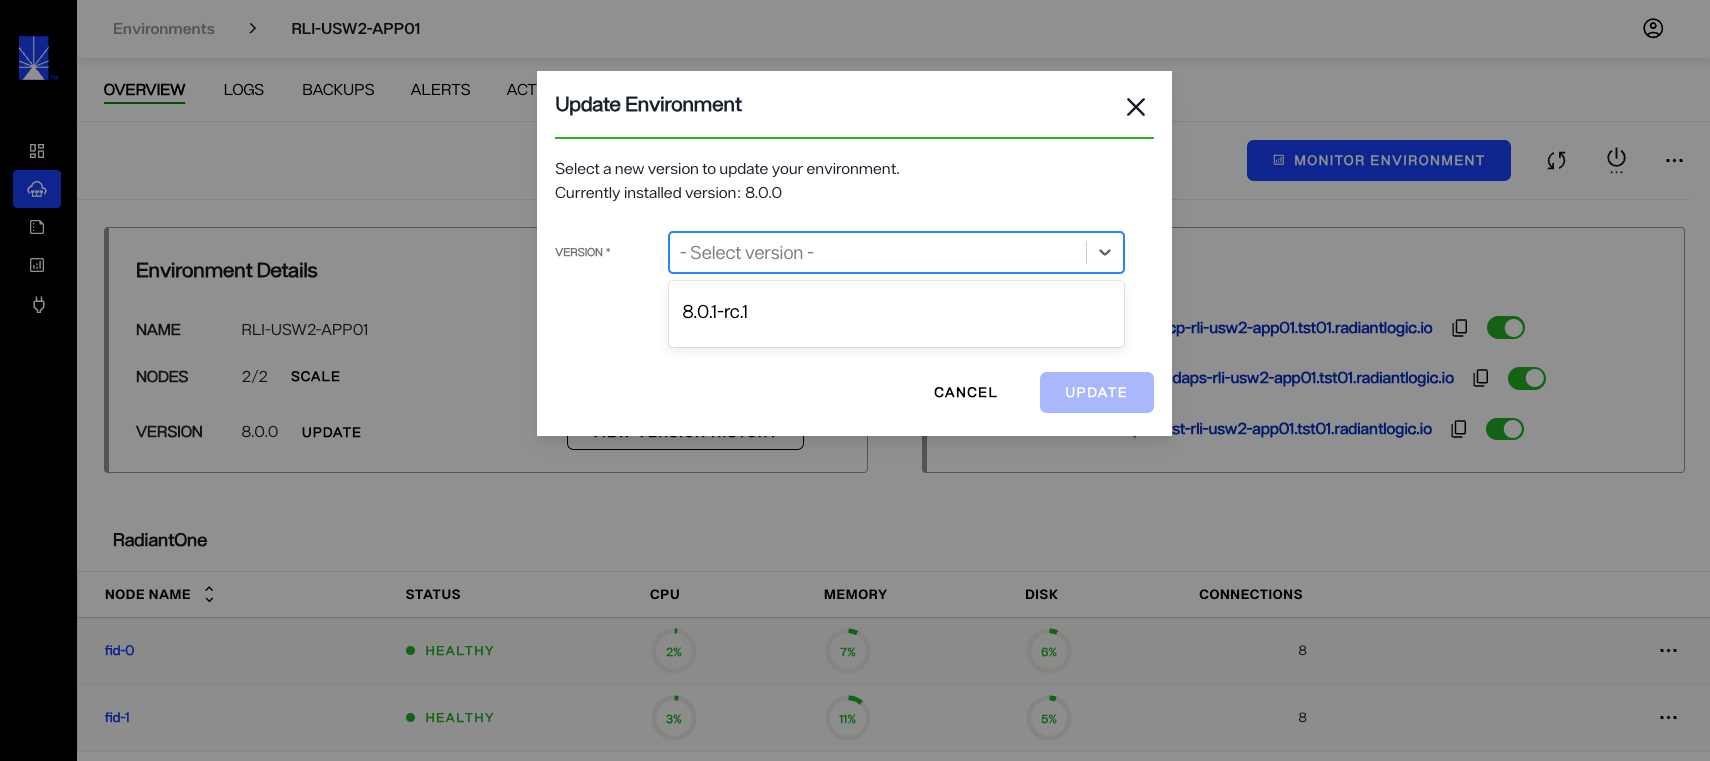 Environments > RLI-USW2-APP01
TM
OVERVIEW LOGS BACKUPS ALERTS ACT
Update Environment
Select a new version to update your environment.
Currently installed version: 8.0.0
VERSION * - Select version -
8.0.1-rc.1
CANCEL UPDATE
MONITOR ENVIRONMENT
Environment Details
NAME RLI-USW2-APP01
NODES 2/2 SCALE
VERSION 8.0.0 UPDATE
VIEW VERSION HISTORY
cp-rli-usw2-app01.tst01.radiantlogic.io
daps-rli-usw2-app01.tst01.radiantlogic.io
st-rli-usw2-app01.tst01.radiantlogic.io
RadiantOne
NODE NAME STATUS CPU MEMORY DISK CONNECTIONS
fid-0 HEALTHY 2% 7% 6% 8
fid-1 HEALTHY 3% 11% 5% 8